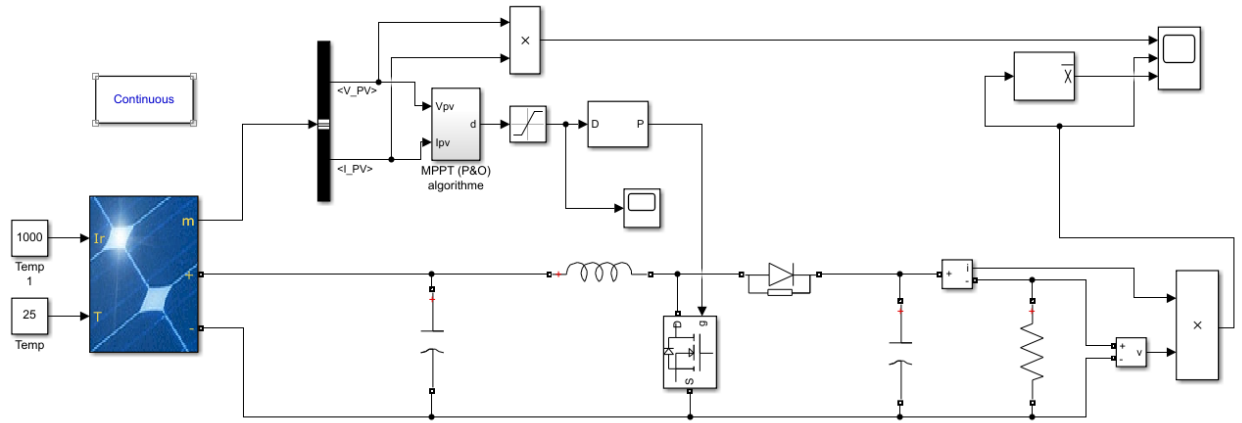 Continuous
<V_PV>
<I_PV>
Vpv
Ipv
d
MPPT (P&O)
algorithme
×
D
P
x
1000
Temp
1
25
Temp
Ir
T
m
+
-
+
+
D
g
S
+
+
i
-
+
+
+
-
v
×